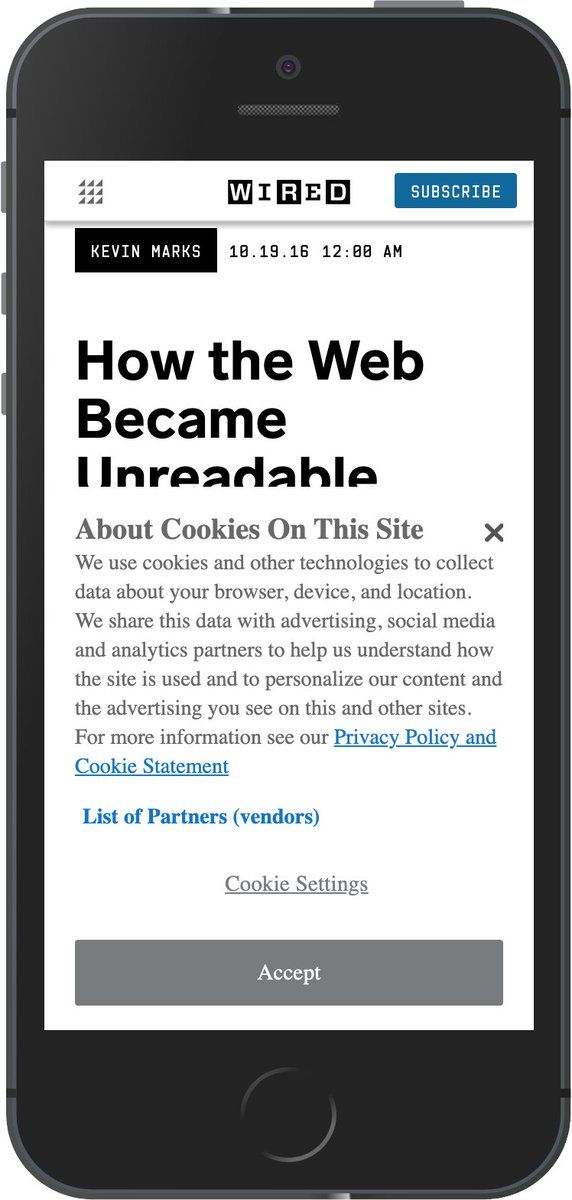 WIRED
SUBSCRIBE
KEVIN MARKS 10.19.16 12:00 AM
How the Web
Became
Unreadable
About Cookies On This Site
We use cookies and other technologies to collect
data about your browser, device, and location.
We share this data with advertising, social media
and analytics partners to help us understand how
the site is used and to personalize our content and
the advertising you see on this and other sites.
For more information see our Privacy Policy and
Cookie Statement
List of Partners (vendors)
Cookie Settings
Accept